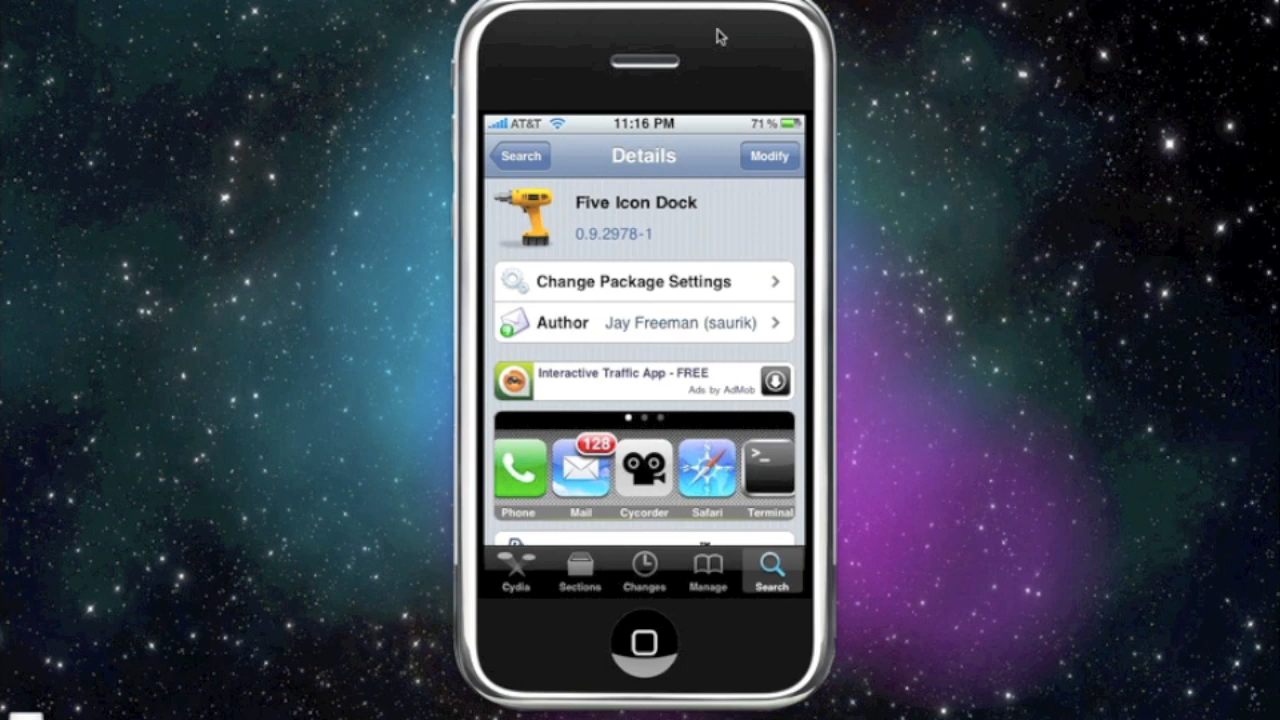 AT&T 11:16 PM 71%
Search Details Modify
Five Icon Dock
0.9.2978-1
Change Package Settings
Author Jay Freeman (saurik)
Interactive Traffic App - FREE
Ads by AdMob
128
>_
Phone Mail Cycorder Safari Terminal
Cydia Sections Changes Manage Search